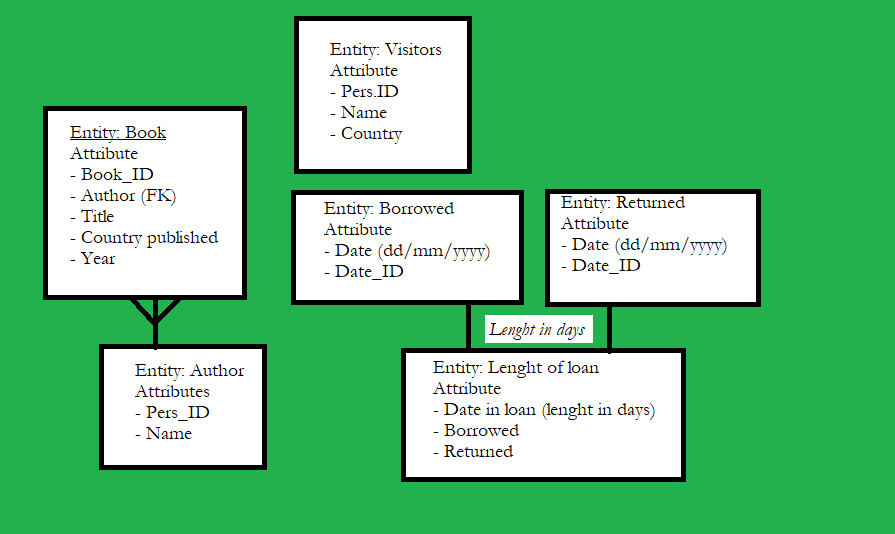 Entity: Visitors
Attribute
- Pers.ID
- Name
- Country
Entity: Book
Attribute
- Book_ID
- Author (FK)
- Title
- Country published
- Year
Entity: Borrowed
Attribute
- Date (dd/mm/yyyy)
- Date_ID
Entity: Returned
Attribute
- Date (dd/mm/yyyy)
- Date_ID
Lenght in days
Entity: Author
Attributes
- Pers_ID
- Name
Entity: Lenght of loan
Attribute
- Date in loan (lenght in days)
- Borrowed
- Returned